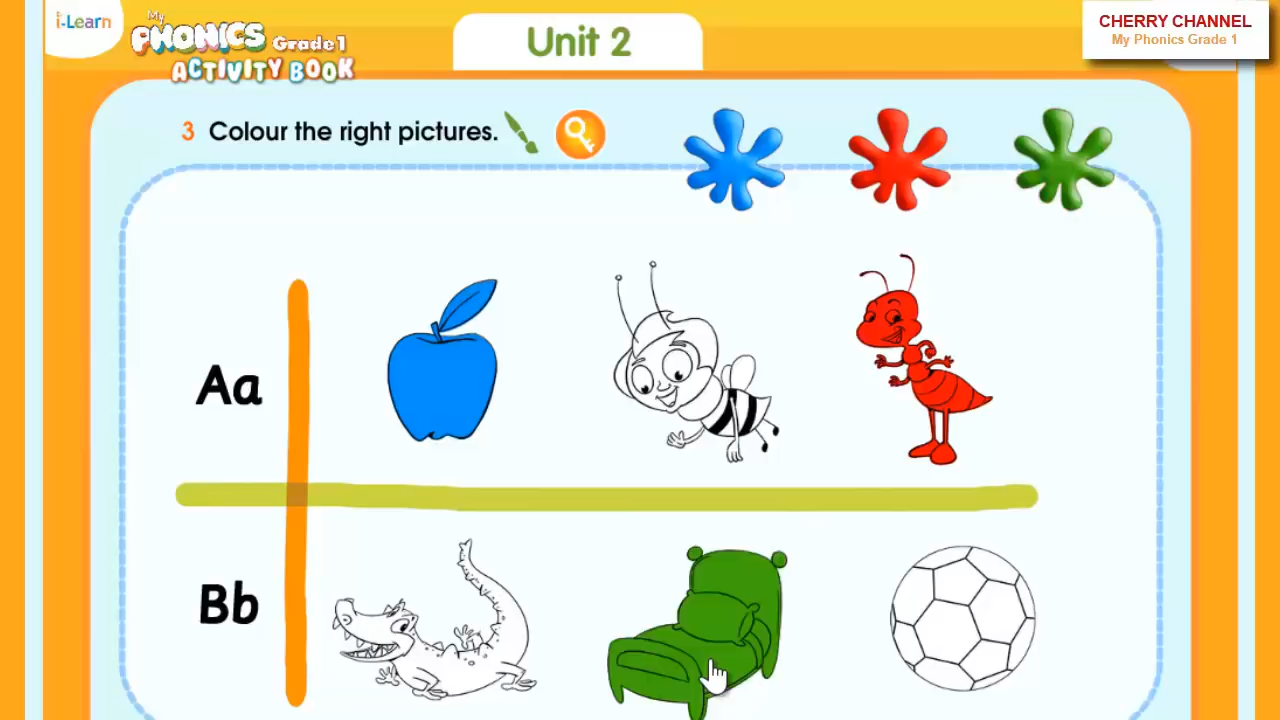 i-Learn
My
PHONICS Grade 1
ACTIVITY BOOK
Unit 2
CHERRY CHANNEL
My Phonics Grade 1
3 Colour the right pictures.
Aa
Bb